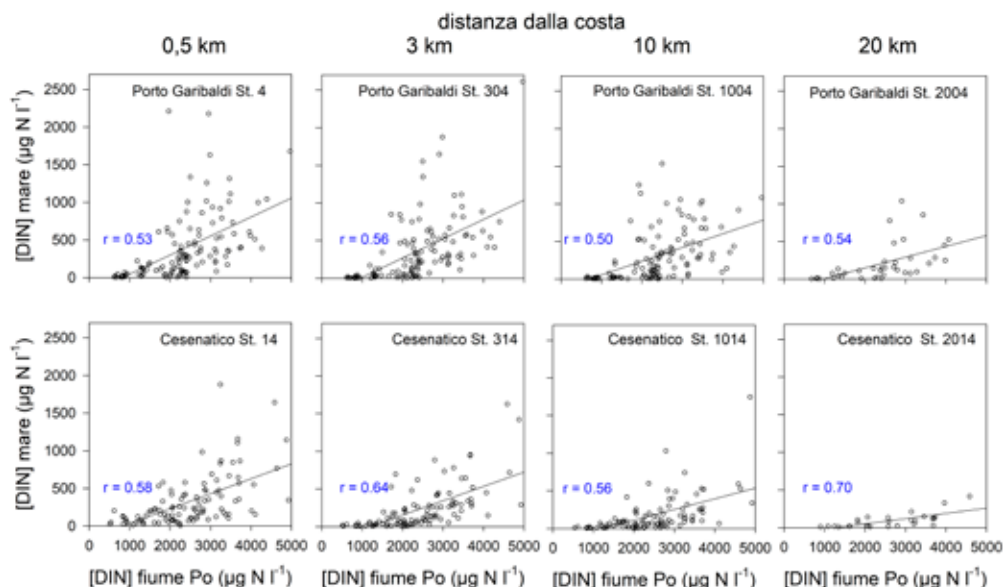 distanza dalla costa
0,5 km 3 km 10 km 20 km
[DIN] mare (µg N l⁻¹)
2500
2000
1500
1000
500
0
Porto Garibaldi St. 4
r = 0.53
Porto Garibaldi St. 304
r = 0.56
Porto Garibaldi St. 1004
r = 0.50
Porto Garibaldi St. 2004
r = 0.54
[DIN] mare (µg N l⁻¹)
2500
2000
1500
1000
500
0
Cesenatico St. 14
r = 0.58
Cesenatico St. 314
r = 0.64
Cesenatico St. 1014
r = 0.56
Cesenatico St. 2014
r = 0.70
0 1000 2000 3000 4000 5000 0 1000 2000 3000 4000 5000 0 1000 2000 3000 4000 5000 0 1000 2000 3000 4000 5000
[DIN] fiume Po (µg N l⁻¹) [DIN] fiume Po (µg N l⁻¹) [DIN] fiume Po (µg N l⁻¹) [DIN] fiume Po (µg N l⁻¹)